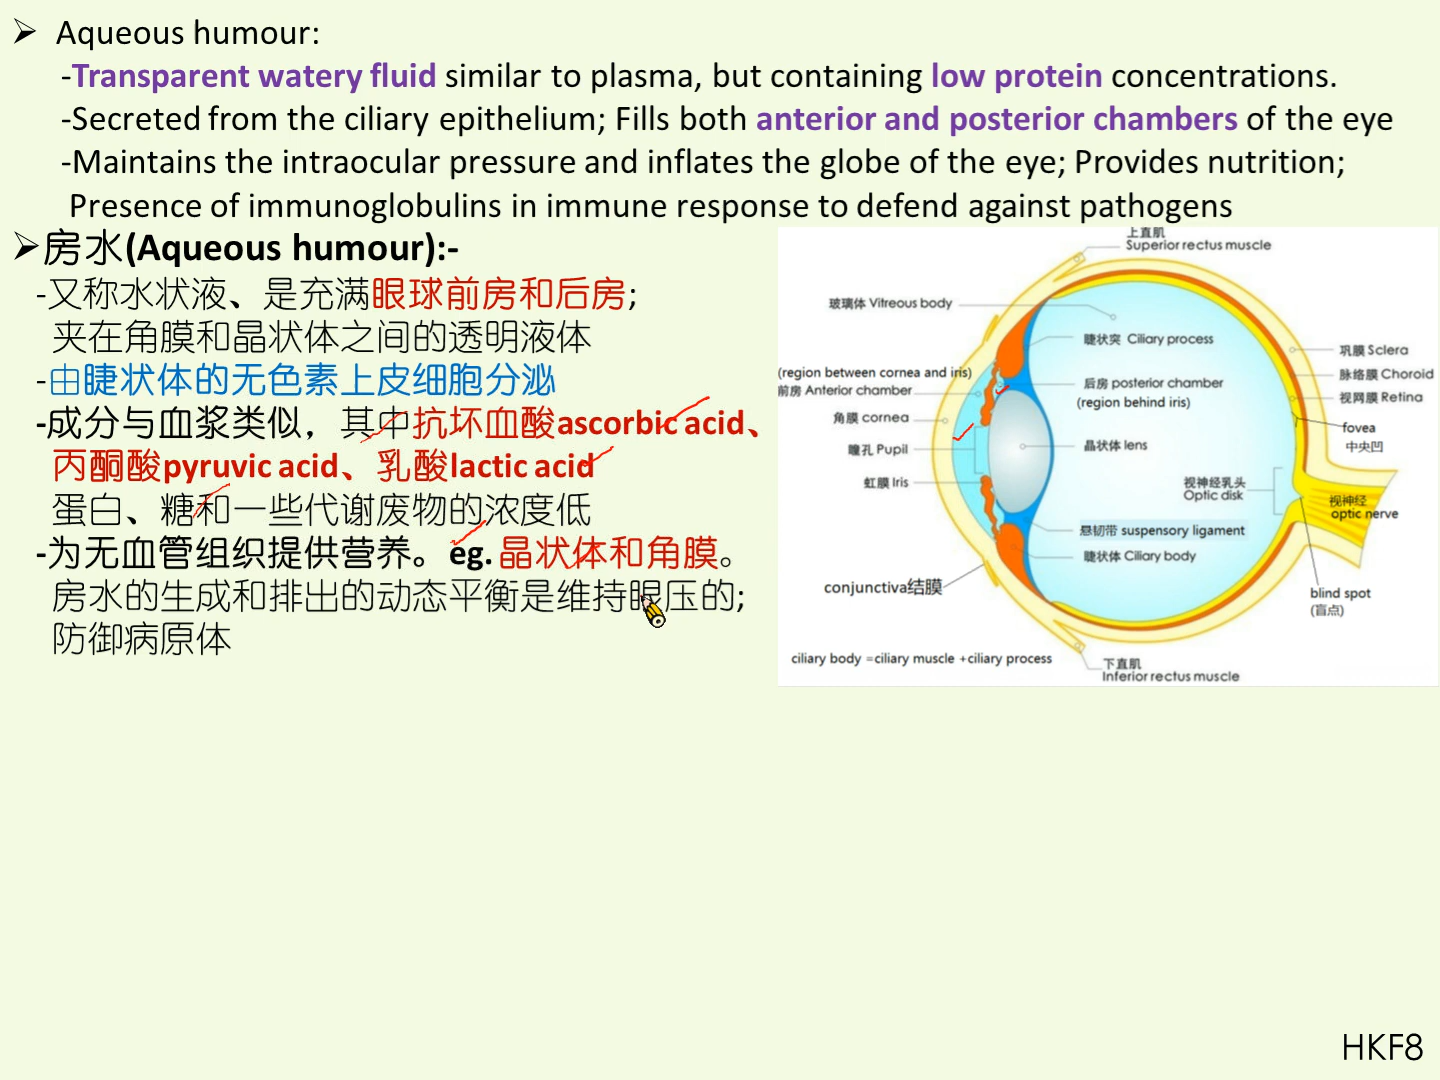 ➢ Aqueous humour:
-Transparent watery fluid similar to plasma, but containing low protein concentrations.
-Secreted from the ciliary epithelium; Fills both anterior and posterior chambers of the eye
-Maintains the intraocular pressure and inflates the globe of the eye; Provides nutrition;
Presence of immunoglobulins in immune response to defend against pathogens
➢房水(Aqueous humour):-
-又称水状液、是充满眼球前房和后房;
夹在角膜和晶状体之间的透明液体
-由睫状体的无色素上皮细胞分泌
-成分与血浆类似，其中抗坏血酸ascorbic acid、
丙酮酸pyruvic acid、乳酸lactic acid
蛋白、糖和一些代谢废物的浓度低
-为无血管组织提供营养。eg.晶状体和角膜。
房水的生成和排出的动态平衡是维持眼压的;
防御病原体
上直肌
Superior rectus muscle
玻璃体 Vitreous body
睫状突 Ciliary process
巩膜 Sclera
(region between cornea and iris)
脉络膜 Choroid
前房 Anterior chamber
后房 posterior chamber
(region behind iris)
视网膜 Retina
角膜 cornea
fovea
中央凹
瞳孔 Pupil
晶状体 lens
虹膜 Iris
视神经乳头
Optic disk
视神经
optic nerve
悬韧带 suspensory ligament
睫状体 Ciliary body
conjunctiva结膜
blind spot
(盲点)
ciliary body =ciliary muscle +ciliary process
下直肌
Inferior rectus muscle
HKF8